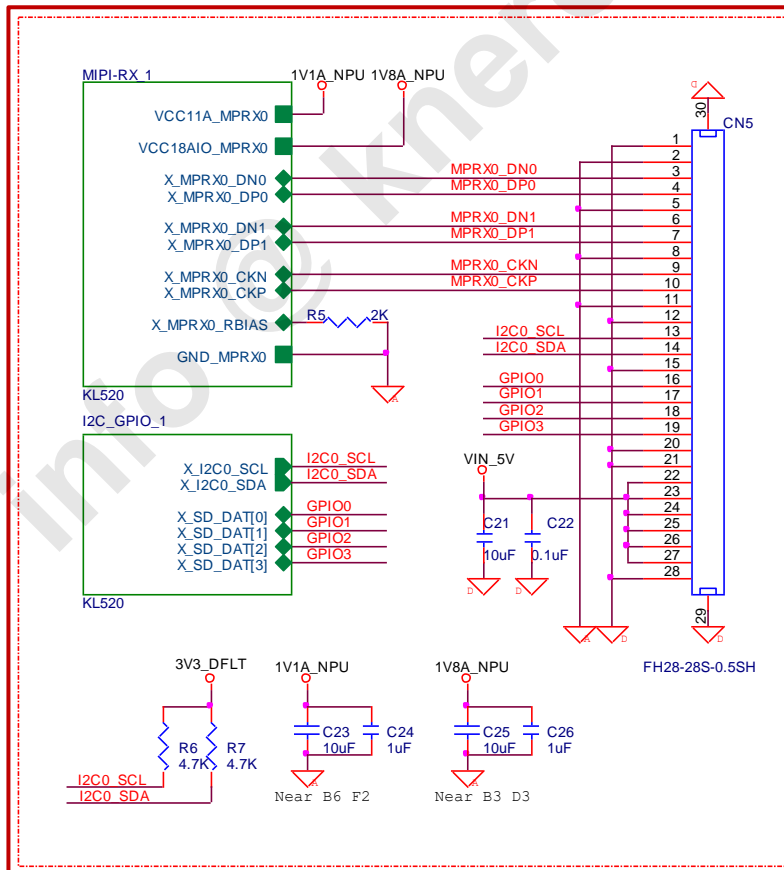 MIPI-RX_1
1V1A_NPU
1V8A_NPU
VCC11A_MPRX0
VCC18AIO_MPRX0
X_MPRX0_DN0
X_MPRX0_DP0
X_MPRX0_DN1
X_MPRX0_DP1
X_MPRX0_CKN
X_MPRX0_CKP
X_MPRX0_RBIAS
GND_MPRX0
KL520
R5
2K
A
MPRX0_DN0
MPRX0_DP0
MPRX0_DN1
MPRX0_DP1
MPRX0_CKN
MPRX0_CKP
I2C0_SCL
I2C0_SDA
GPIO0
GPIO1
GPIO2
GPIO3
D
30
CN5
1
2
3
4
5
6
7
8
9
10
11
12
13
14
15
16
17
18
19
20
21
22
23
24
25
26
27
28
29
D
FH28-28S-0.5SH
I2C_GPIO_1
X_I2C0_SCL
X_I2C0_SDA
X_SD_DAT[0]
X_SD_DAT[1]
X_SD_DAT[2]
X_SD_DAT[3]
KL520
I2C0_SCL
I2C0_SDA
GPIO0
GPIO1
GPIO2
GPIO3
VIN_5V
C21
10uF
C22
0.1uF
D
D
A
D
3V3_DFLT
R6
4.7K
R7
4.7K
I2C0_SCL
I2C0_SDA
1V1A_NPU
C23
10uF
C24
1uF
A
Near B6 F2
1V8A_NPU
C25
10uF
C26
1uF
A
Near B3 D3
info @ kner